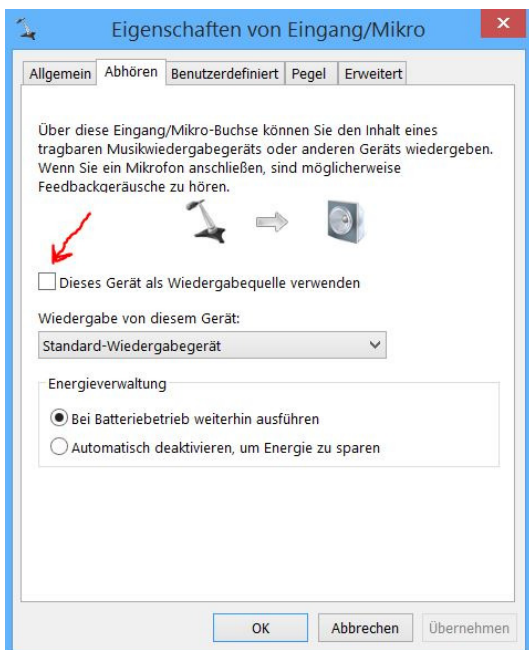 Eigenschaften von Eingang/Mikro
Allgemein Abhören Benutzerdefiniert Pegel Erweitert
Über diese Eingang/Mikro-Buchse können Sie den Inhalt eines
tragbaren Musikwiedergabegeräts oder anderen Geräts wiedergeben.
Wenn Sie ein Mikrofon anschließen, sind möglicherweise
Feedbackgeräusche zu hören.
Dieses Gerät als Wiedergabequelle verwenden
Wiedergabe von diesem Gerät:
Standard-Wiedergabegerät
Energieverwaltung
Bei Batteriebetrieb weiterhin ausführen
Automatisch deaktivieren, um Energie zu sparen
OK Abbrechen Übernehmen